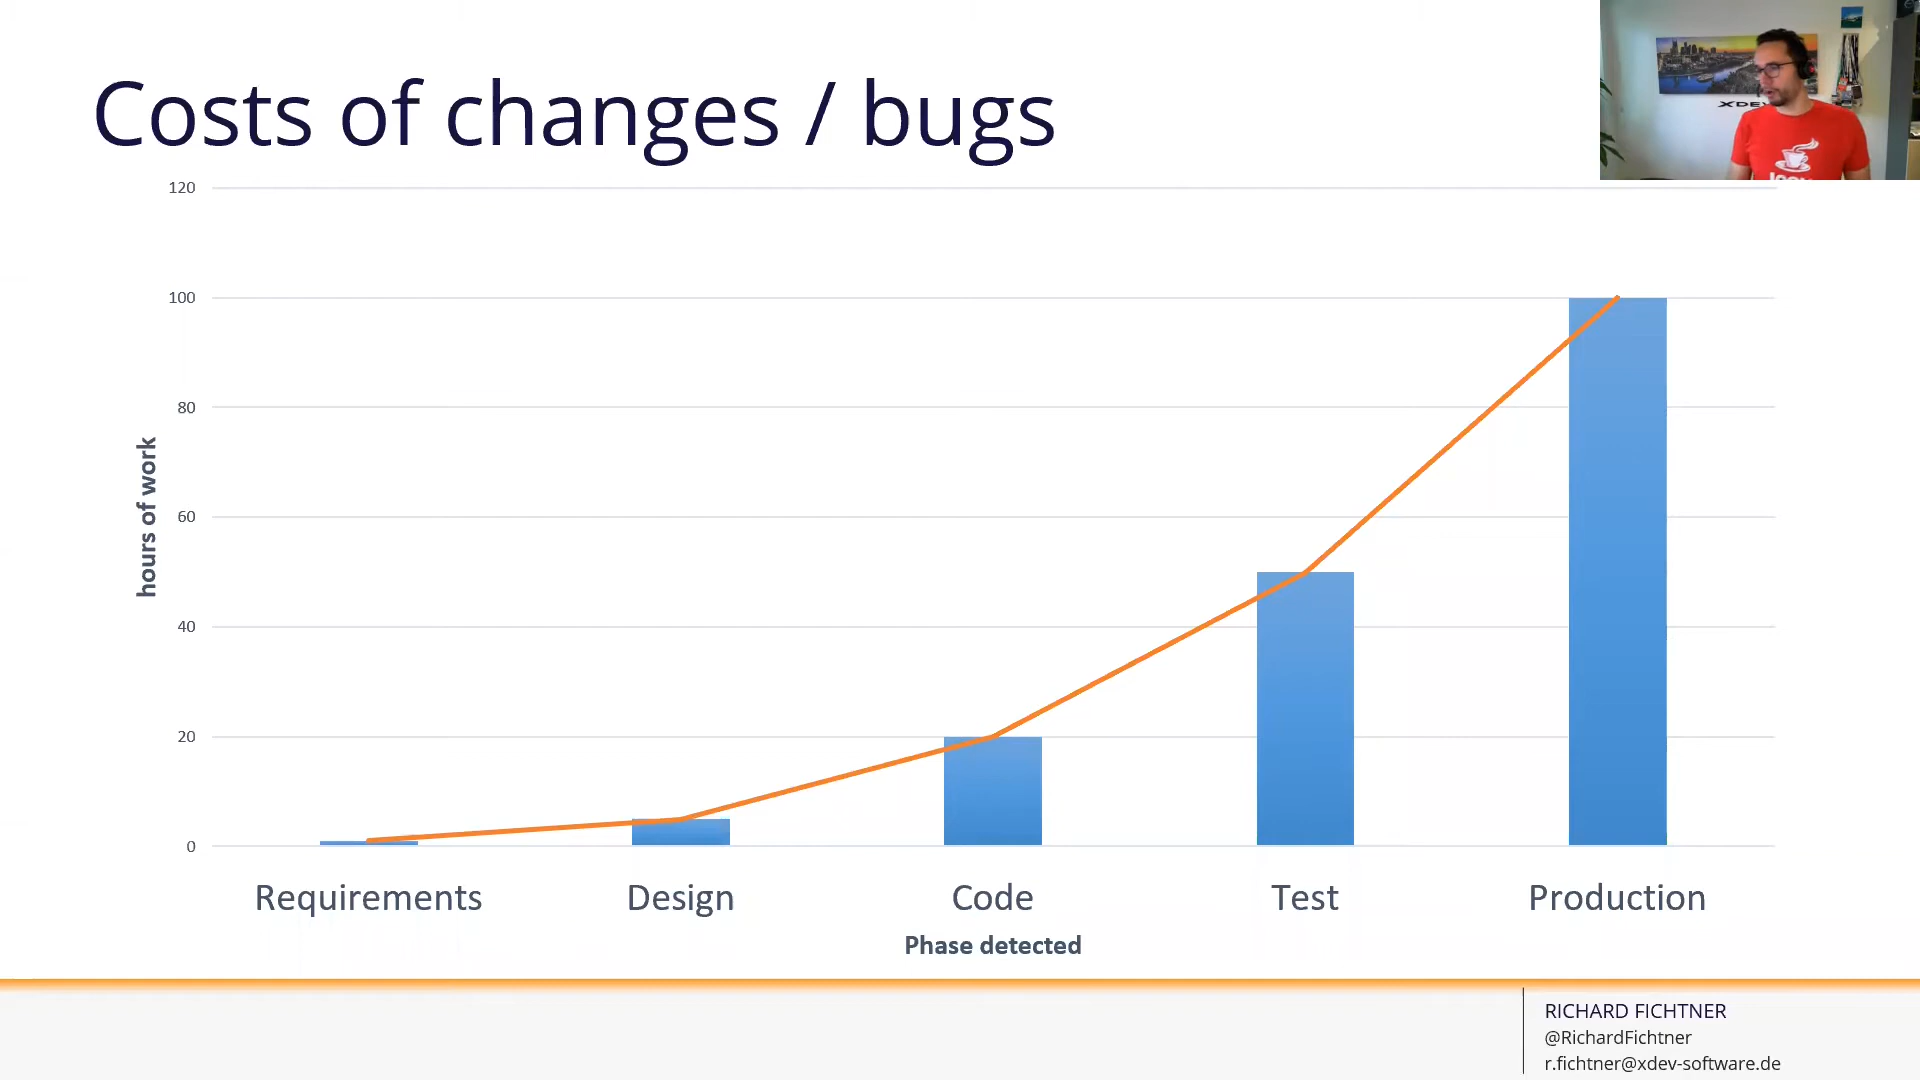 Costs of changes / bugs
120
100
80
60
40
20
0
hours of work
Requirements
Design
Code
Test
Production
Phase detected
RICHARD FICHTNER
@RichardFichtner
r.fichtner@xdev-software.de